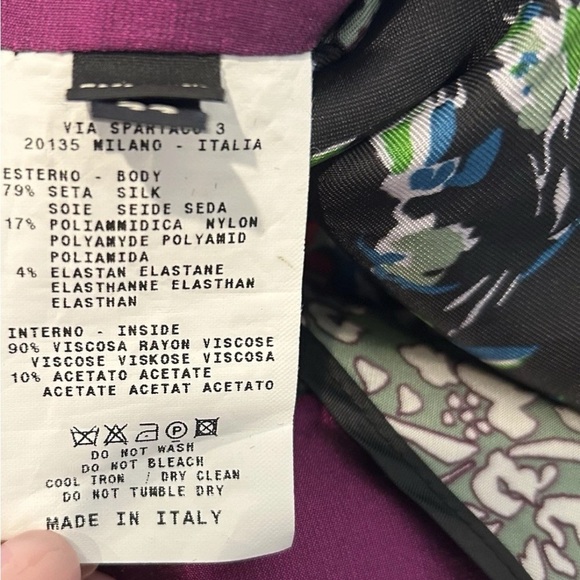 VIA SPARTACO 3
20135 MILANO - ITALIA
ESTERNO - BODY
79% SETA SILK
SOIE SEIDE SEDA
17% POLIAMMIDICA NYLON
POLYAMYDE POLYAMID
POLIAMIDA
4% ELASTAN ELASTANE
ELASTHANNE ELASTHAN
ELASTHAN
INTERNO - INSIDE
90% VISCOSA RAYON VISCOSE
VISCOSE VISKOSE VISCOSA
10% ACETATO ACETATE
ACETATE ACETAT ACETATO
P
DO NOT WASH
DO NOT BLEACH
COOL IRON / DRY CLEAN
DO NOT TUMBLE DRY
MADE IN ITALY